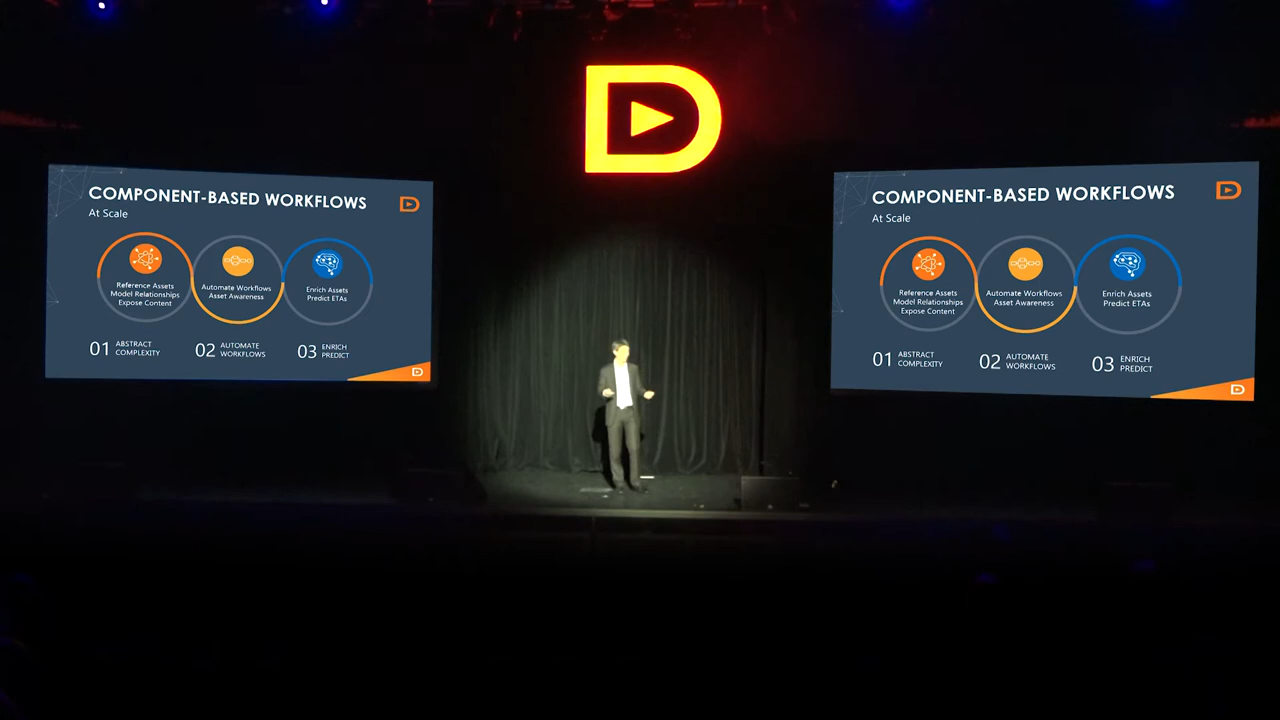 D
COMPONENT-BASED WORKFLOWS
At Scale
Reference Assets
Model Relationships
Expose Content
Automate Workflows
Asset Awareness
Enrich Assets
Predict ETAs
01 ABSTRACT
COMPLEXITY
02 AUTOMATE
WORKFLOWS
03 ENRICH
PREDICT
COMPONENT-BASED WORKFLOWS
At Scale
Reference Assets
Model Relationships
Expose Content
Automate Workflows
Asset Awareness
Enrich Assets
Predict ETAs
01 ABSTRACT
COMPLEXITY
02 AUTOMATE
WORKFLOWS
03 ENRICH
PREDICT